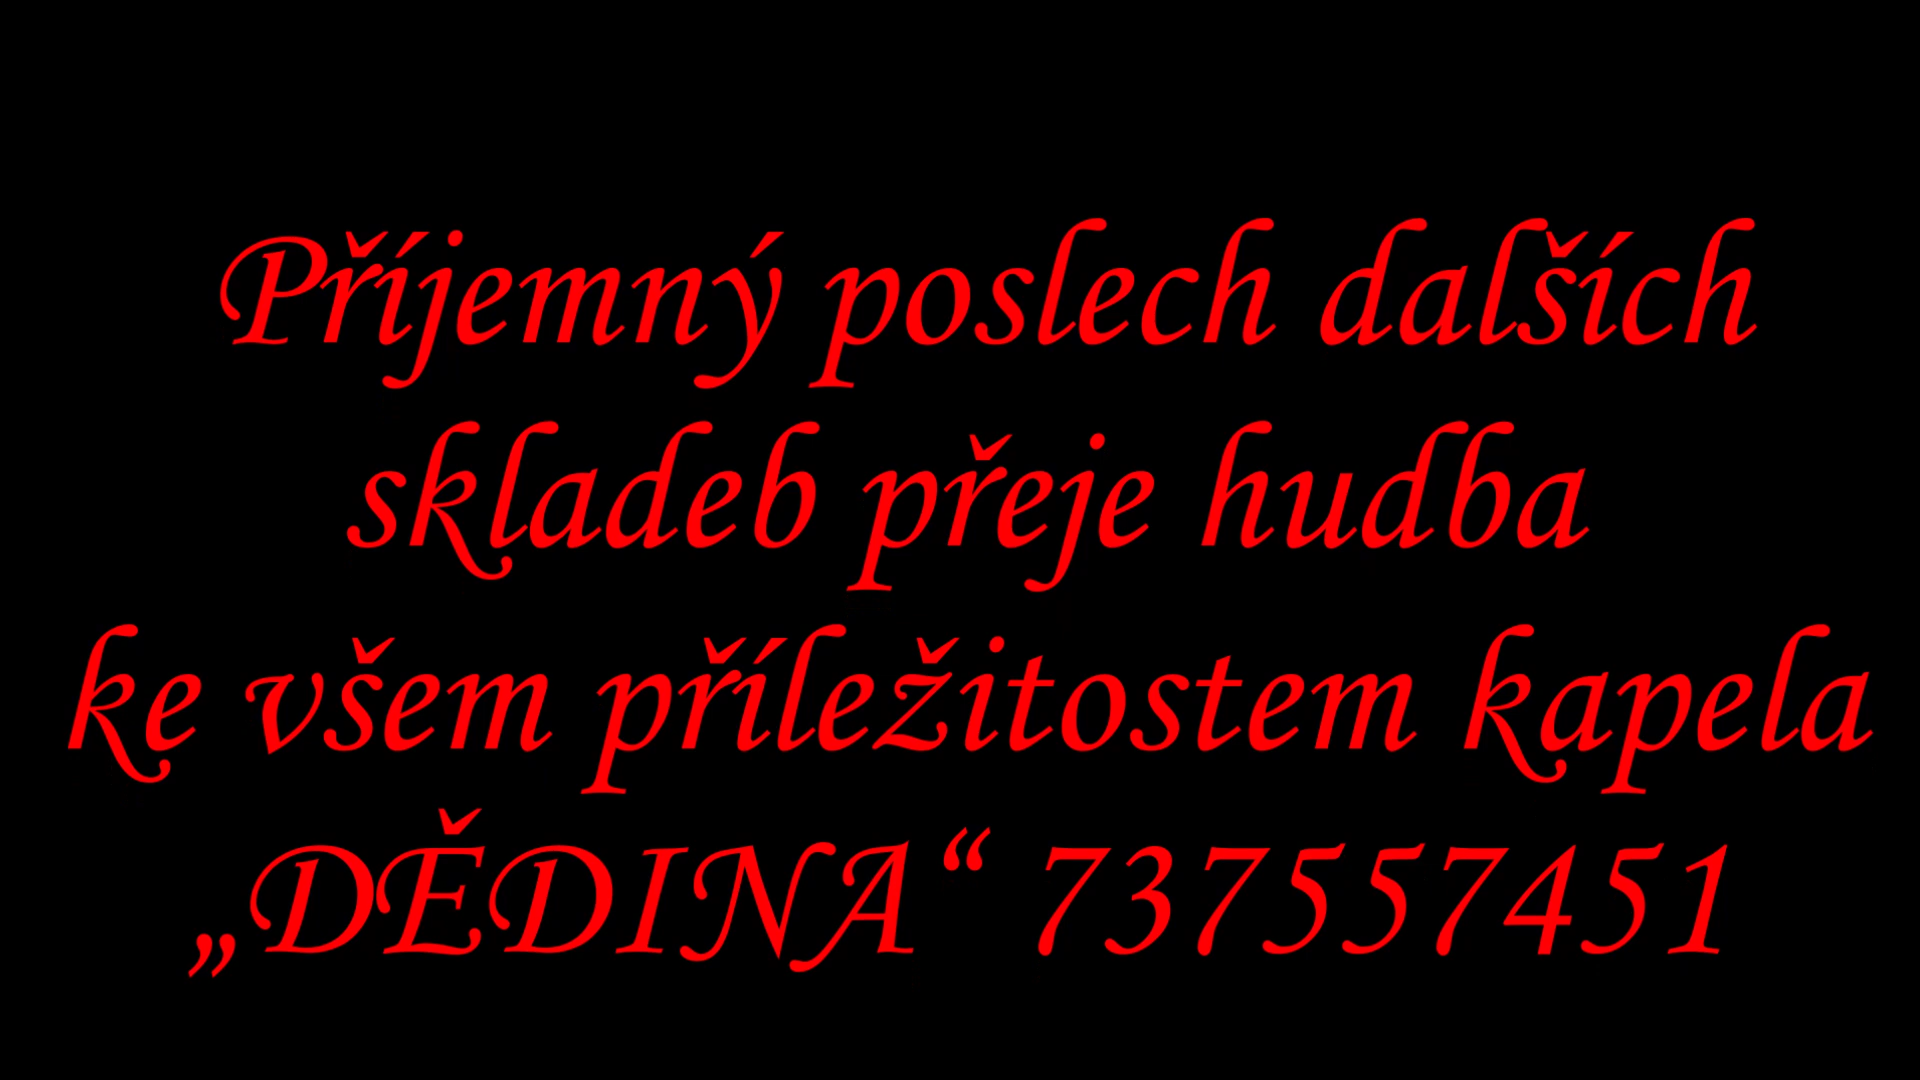 Příjemný poslech dalších
skladeb přeje hudba
ke všem příležitostem kapela
„DĚDINA“ 737557451